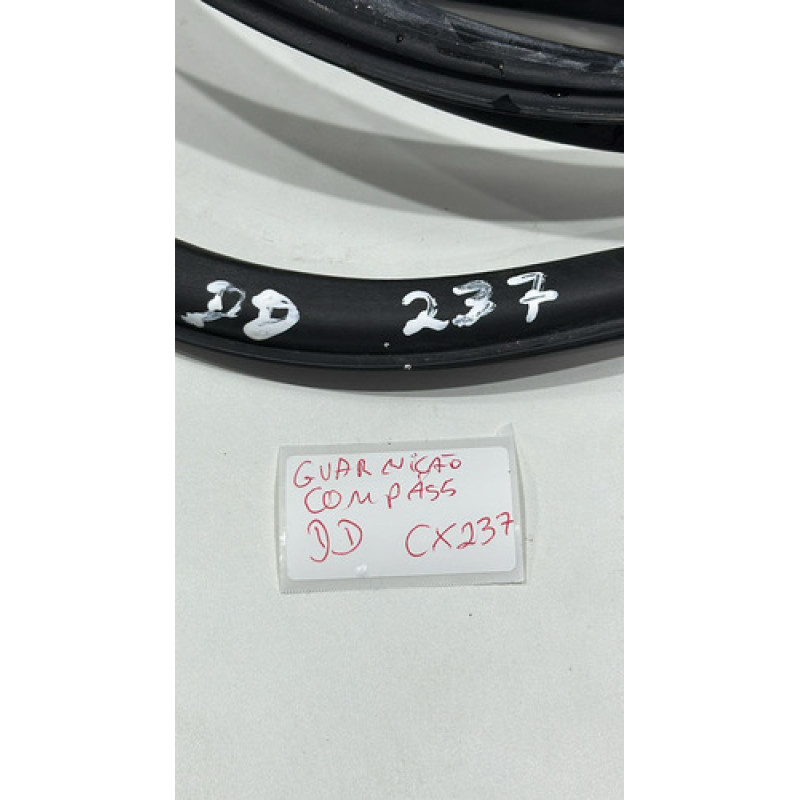 DD 237
GUARNIÇÃO
COMPASS
DD CX237